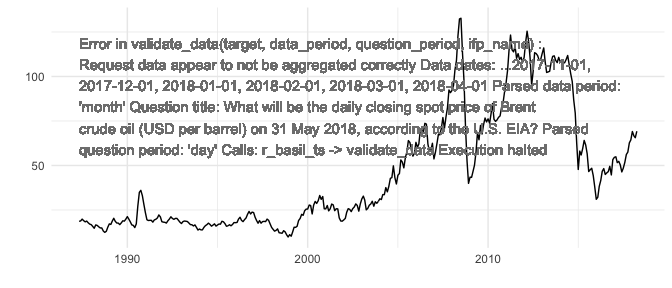 Error in validate_data(target, data_period, question_period, ifp_name) :
Request data appear to not be aggregated correctly Data dates: ...2017-11-01,
2017-12-01, 2018-01-01, 2018-02-01, 2018-03-01, 2018-04-01 Parsed data period:
'month' Question title: What will be the daily closing spot price of Brent
crude oil (USD per barrel) on 31 May 2018, according to the U.S. EIA? Parsed
question period: 'day' Calls: r_basil_ts -> validate_data Execution halted
100
50
1990 2000 2010